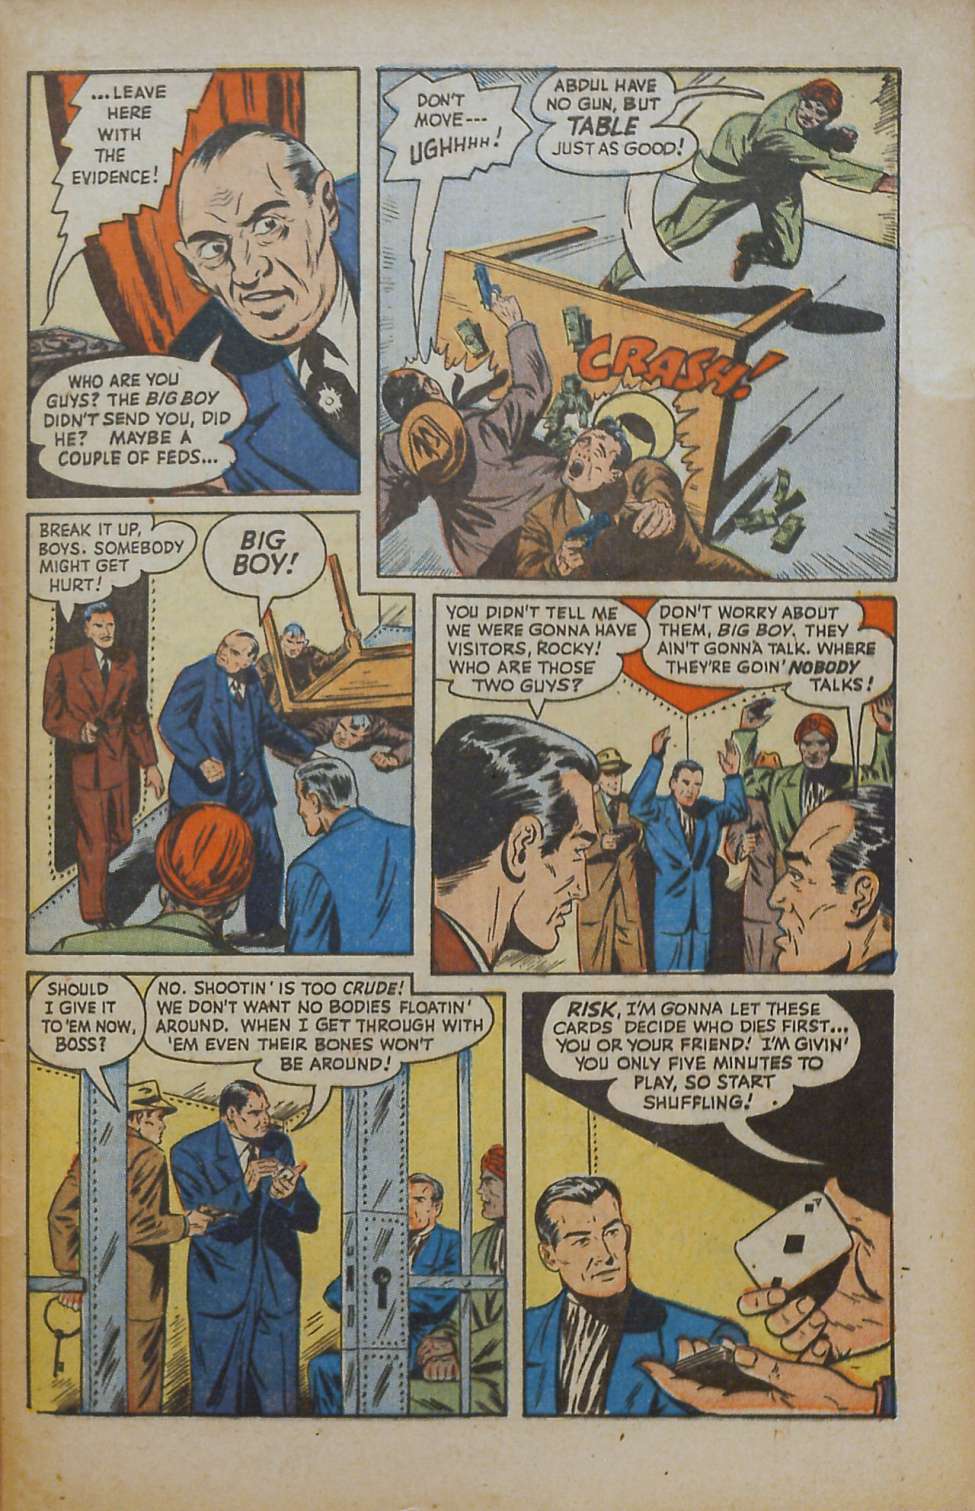 ...LEAVE
HERE
WITH
THE
EVIDENCE!
WHO ARE YOU
GUYS? THE BIG BOY
DIDN'T SEND YOU, DID
HE? MAYBE A
COUPLE OF FEDS...
DON'T
MOVE---
UGHHHH!
ABDUL HAVE
NO GUN, BUT
TABLE
JUST AS GOOD!
CRASH!
BREAK IT UP,
BOYS. SOMEBODY
MIGHT GET
HURT!
BIG
BOY!
YOU DIDN'T TELL ME
WE WERE GONNA HAVE
VISITORS, ROCKY!
WHO ARE THOSE
TWO GUYS?
DON'T WORRY ABOUT
THEM, BIG BOY. THEY
AIN'T GONNA TALK. WHERE
THEY'RE GOIN' NOBODY
TALKS!
SHOULD
I GIVE IT
TO 'EM NOW,
BOSS?
NO. SHOOTIN' IS TOO CRUDE!
WE DON'T WANT NO BODIES FLOATIN'
AROUND. WHEN I GET THROUGH WITH
'EM EVEN THEIR BONES WON'T
BE AROUND!
RISK, I'M GONNA LET THESE
CARDS DECIDE WHO DIES FIRST...
YOU OR YOUR FRIEND! I'M GIVIN'
YOU ONLY FIVE MINUTES TO
PLAY, SO START
SHUFFLING!